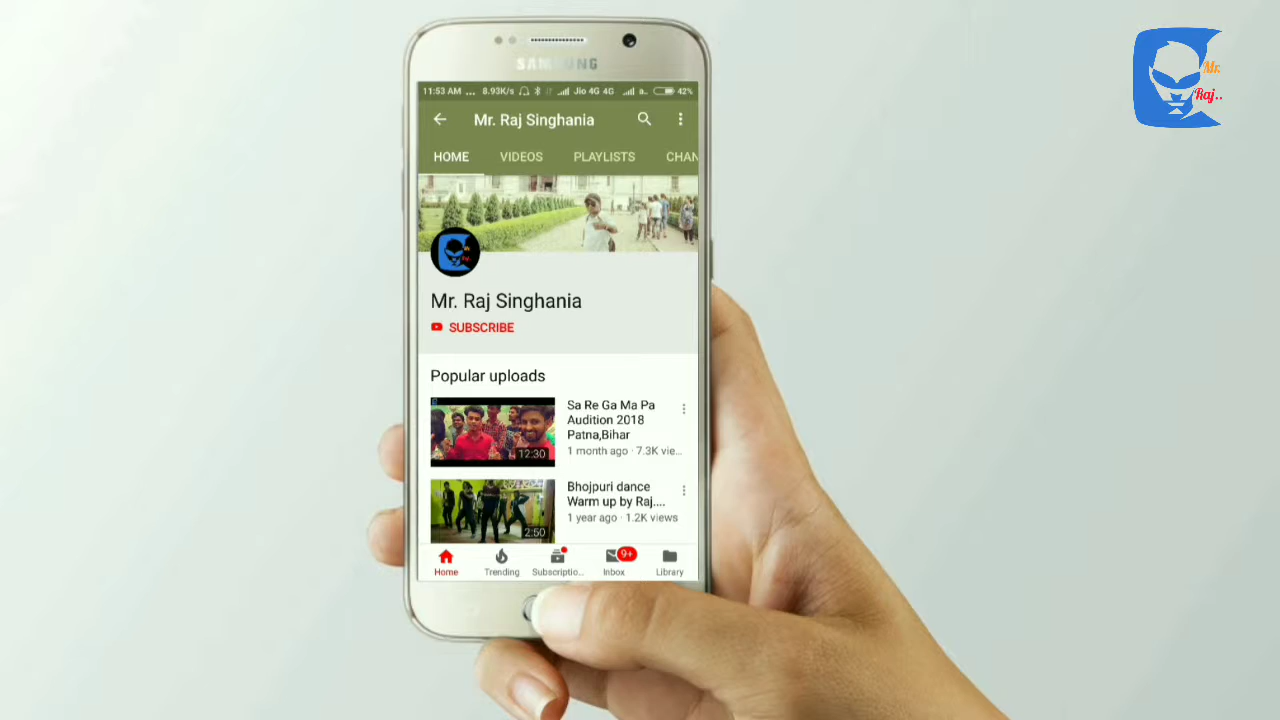 SAMSUNG
11:53 AM ... 8.93K/s Jio 4G 4G a.. 42%
Mr. Raj Singhania
HOME VIDEOS PLAYLISTS CHAN
Mr. Raj Singhania
SUBSCRIBE
Popular uploads
Sa Re Ga Ma Pa
Audition 2018
Patna,Bihar
1 month ago · 7.3K vie...
12:30
Bhojpuri dance
Warm up by Raj....
1 year ago · 1.2K views
2:50
9+
Home Trending Subscriptio.. Inbox Library
Mr.
Raj..